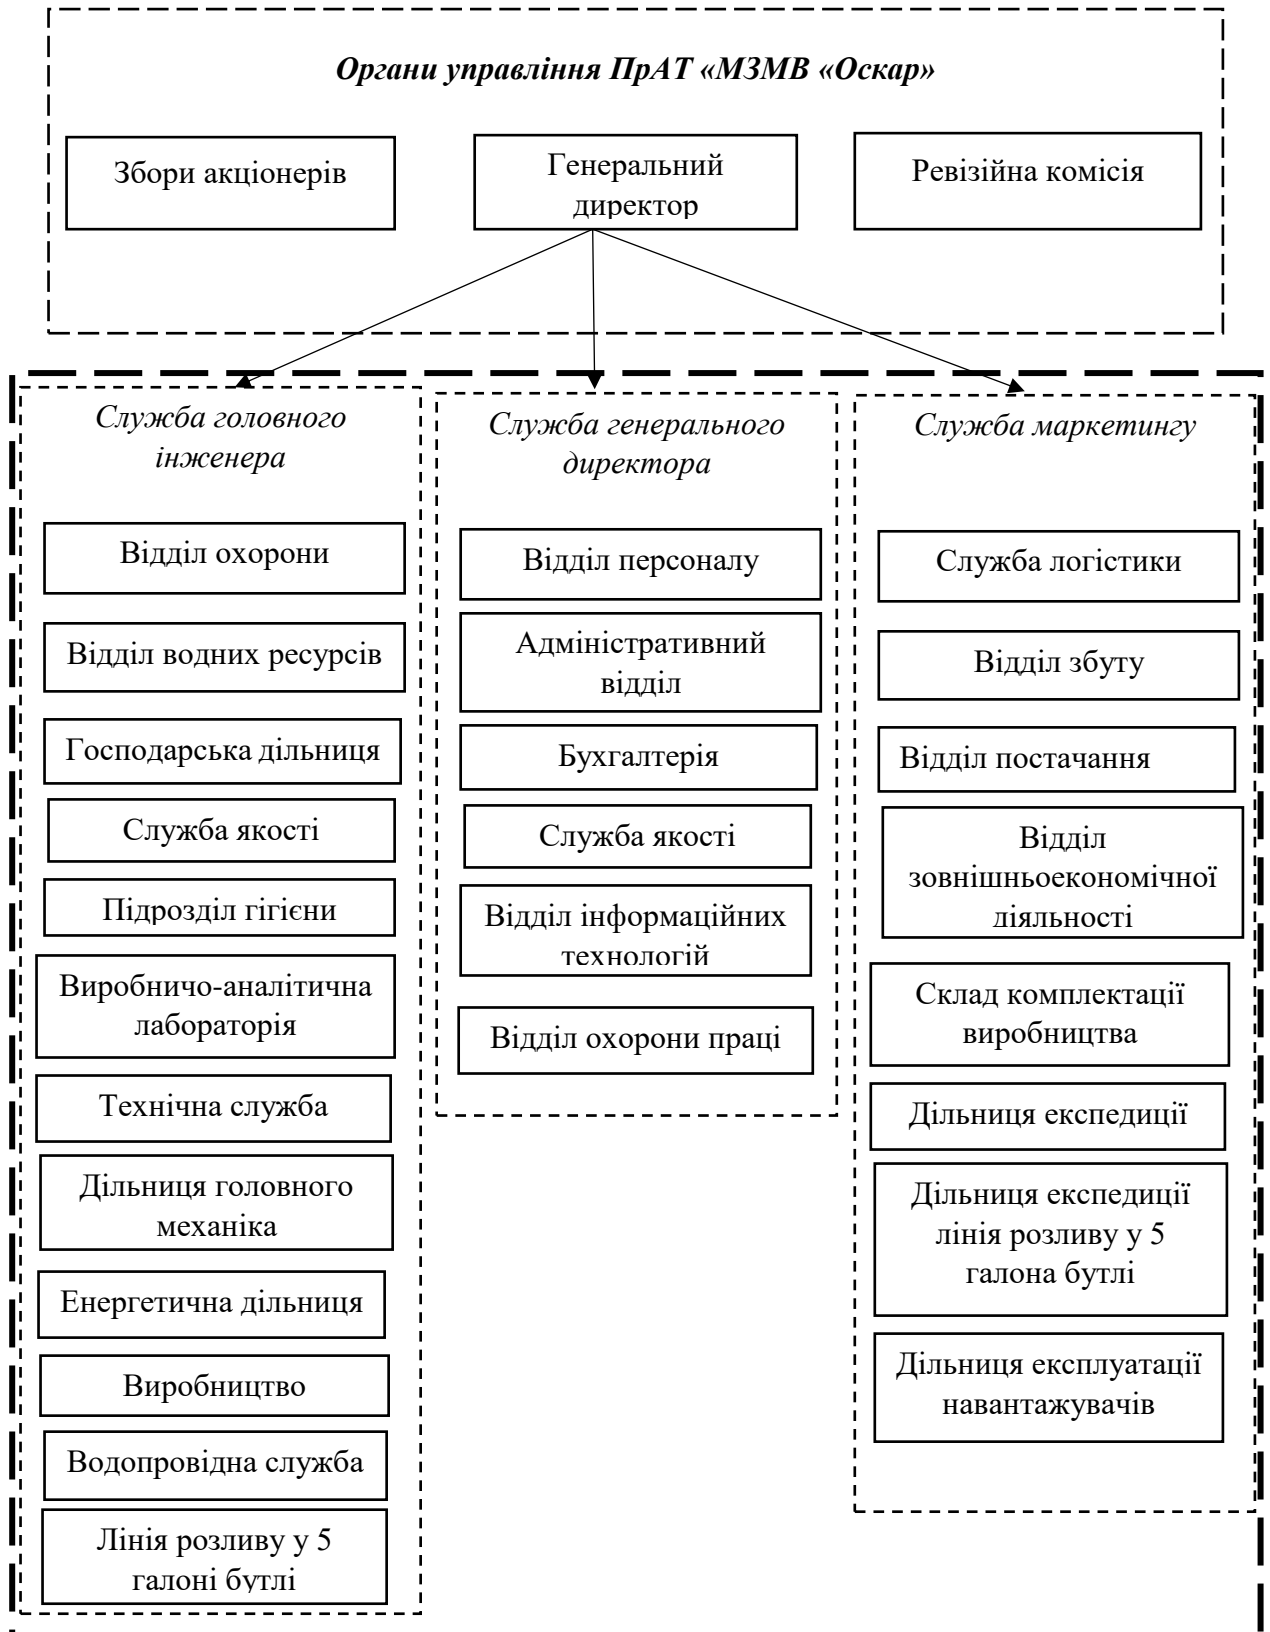 Органи управління ПрАТ «МЗМВ «Оскар»
Збори акціонерів
Генеральний
директор
Ревізійна комісія
Служба головного
інженера
Відділ охорони
Відділ водних ресурсів
Господарська дільниця
Служба якості
Підрозділ гігієни
Виробничо-аналітична
лабораторія
Технічна служба
Дільниця головного
механіка
Енергетична дільниця
Виробництво
Водопровідна служба
Лінія розливу у 5
галоні бутлі
Служба генерального
директора
Відділ персоналу
Адміністративний
відділ
Бухгалтерія
Служба якості
Відділ інформаційних
технологій
Відділ охорони праці
Служба маркетингу
Служба логістики
Відділ збуту
Відділ постачання
Відділ
зовнішньоекономічної
діяльності
Склад комплектації
виробництва
Дільниця експедиції
Дільниця експедиції
лінія розливу у 5
галона бутлі
Дільниця експлуатації
навантажувачів